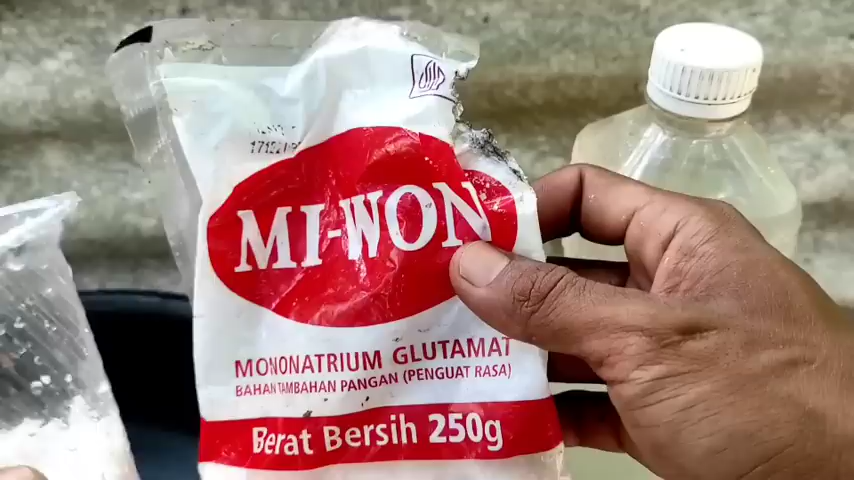 MI-WON
MONONATRIUM GLUTAMAT
BAHAN TAMBAHAN PANGAN (PENGUAT RASA)
Berat Bersih 250g